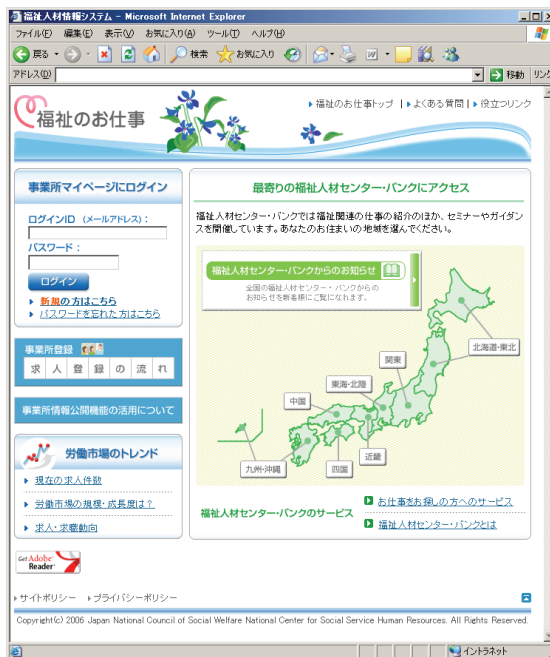 福祉人材情報システム - Microsoft Internet Explorer
ファイル(F) 編集(E) 表示(V) お気に入り(A) ツール(T) ヘルプ(H)
戻る 検索 お気に入り
アドレス(D) 移動 リンク
福祉のお仕事
福祉のお仕事トップ | よくある質問 | 役立つリンク
事業所マイページにログイン
ログインID (メールアドレス):
パスワード:
ログイン
新規の方はこちら
パスワードを忘れた方はこちら
事業所登録
求人登録の流れ
事業所情報公開機能の活用について
労働市場のトレンド
現在の求人件数
労働市場の規模・成長度は?
求人・求職動向
最寄りの福祉人材センター・バンクにアクセス
福祉人材センター・バンクでは福祉関連の仕事の紹介のほか、セミナーやガイダン
スを開催しています。あなたのお住まいの地域を選んでください。
福祉人材センター・バンクからのお知らせ
全国の福祉人材センター・バンクからの
お知らせを新着順にご覧になれます。
北海道・東北
関東
東海・北陸
中国
近畿
九州・沖縄
四国
福祉人材センター・バンクのサービス
お仕事をお探しの方へのサービス
福祉人材センター・バンクとは
Get Adobe
Reader
サイトポリシー プライバシーポリシー
Copyright(c) 2006 Japan National Council of Social Welfare National Center for Social Service Human Resources. All Rights Reserved.
イントラネット